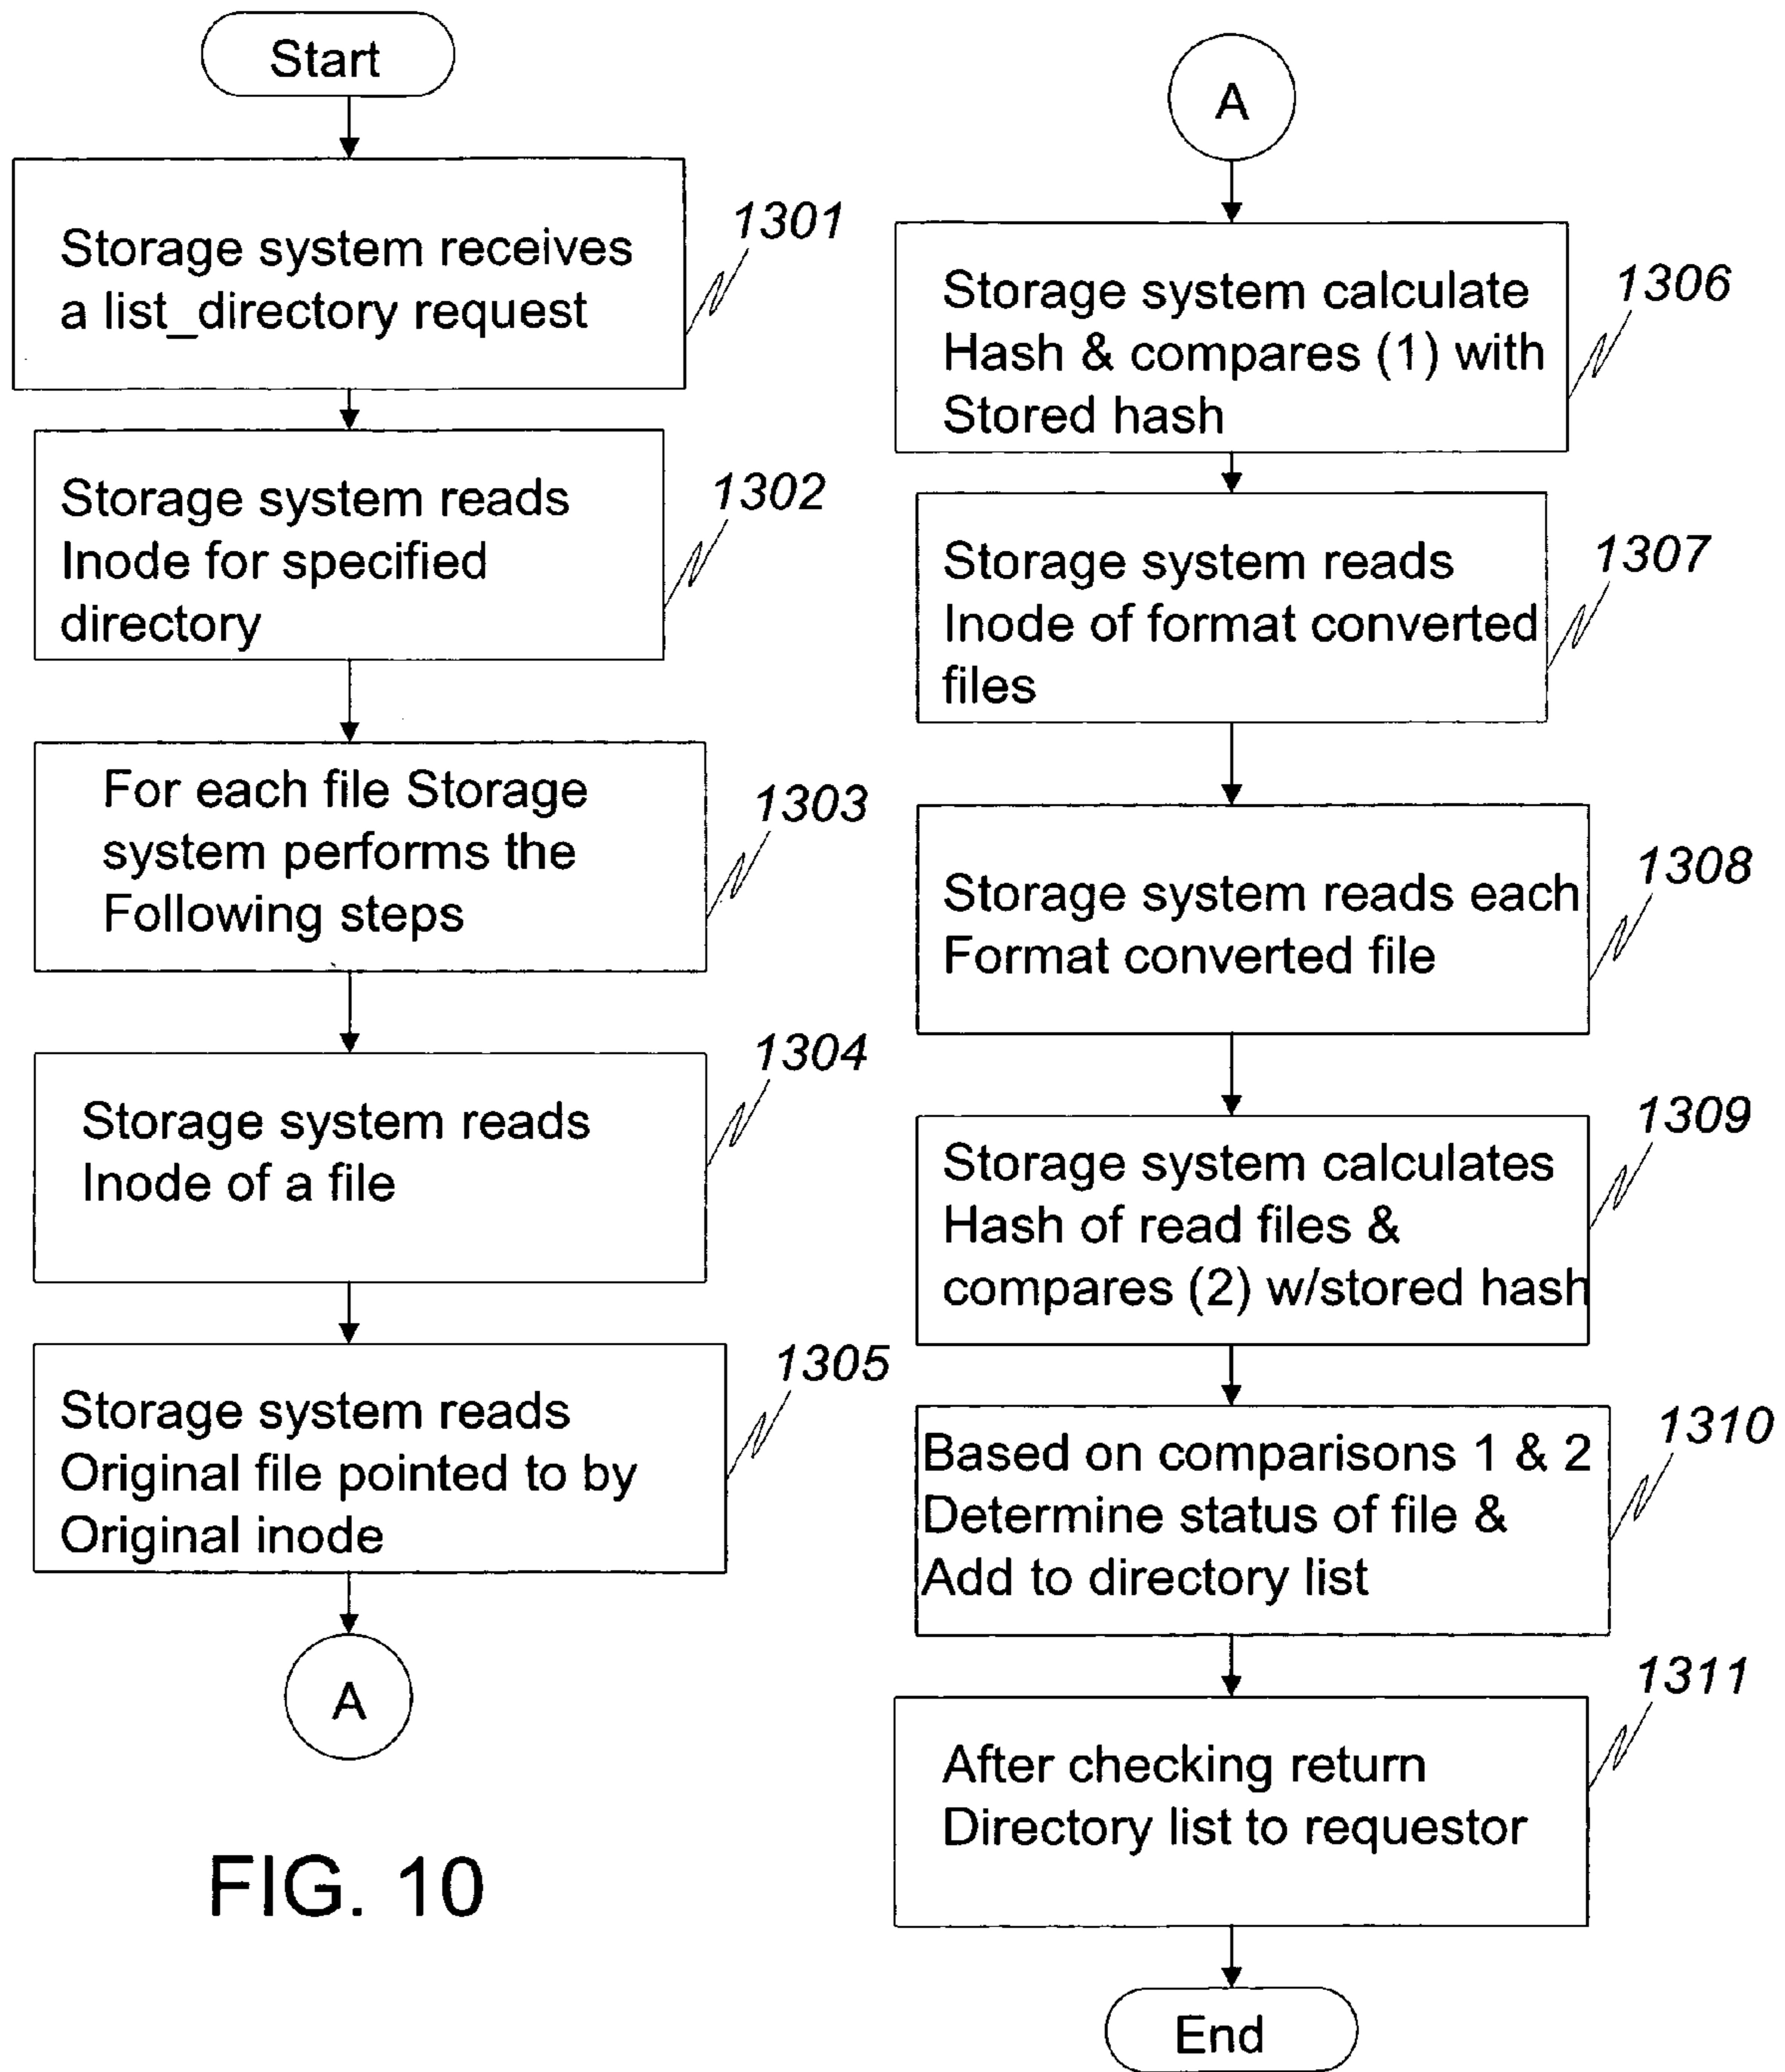 Start
Storage system receives
a list_directory request
1301
Storage system reads
Inode for specified
directory
1302
For each file Storage
system performs the
Following steps
1303
Storage system reads
Inode of a file
1304
Storage system reads
Original file pointed to by
Original inode
1305
A
FIG. 10
A
Storage system calculate
Hash & compares (1) with
Stored hash
1306
Storage system reads
Inode of format converted
files
1307
Storage system reads each
Format converted file
1308
Storage system calculates
Hash of read files &
compares (2) w/stored hash
1309
Based on comparisons 1 & 2
Determine status of file &
Add to directory list
1310
After checking return
Directory list to requestor
1311
End